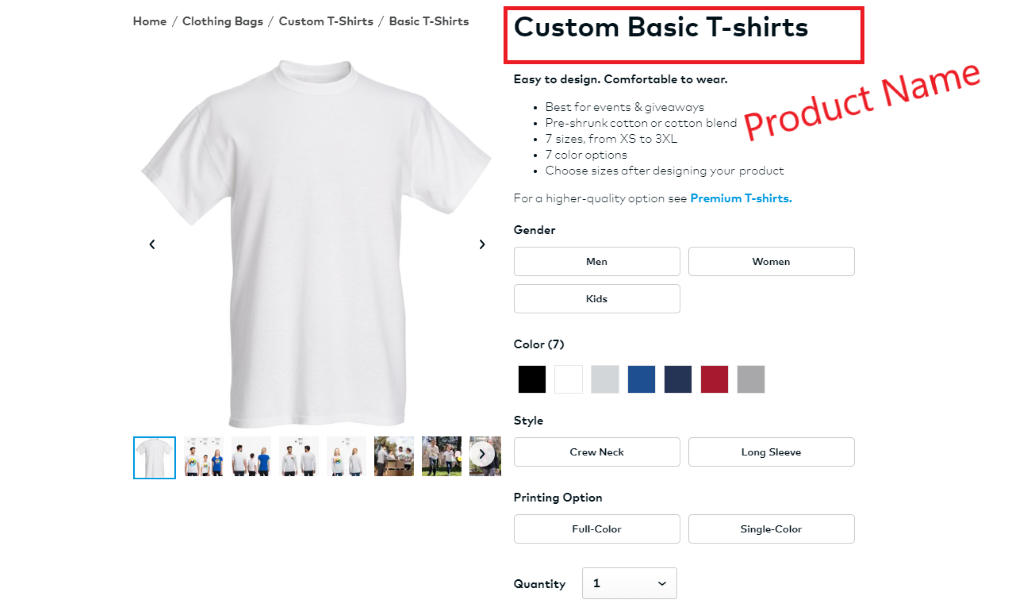 Home / Clothing Bags / Custom T-Shirts / Basic T-Shirts
Custom Basic T-shirts
Easy to design. Comfortable to wear.
• Best for events & giveaways
• Pre-shrunk cotton or cotton blend
• 7 sizes, from XS to 3XL
• 7 color options
• Choose sizes after designing your product
Product Name
For a higher-quality option see Premium T-shirts.
Gender
Men
Women
Kids
Color (7)
Style
Crew Neck
Long Sleeve
Printing Option
Full-Color
Single-Color
Quantity
1